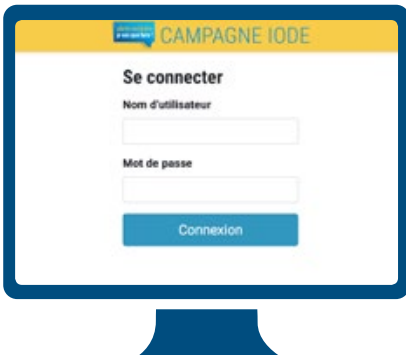 CAMPAGNE IODE
Se connecter
Nom d'utilisateur
Mot de passe
Connexion